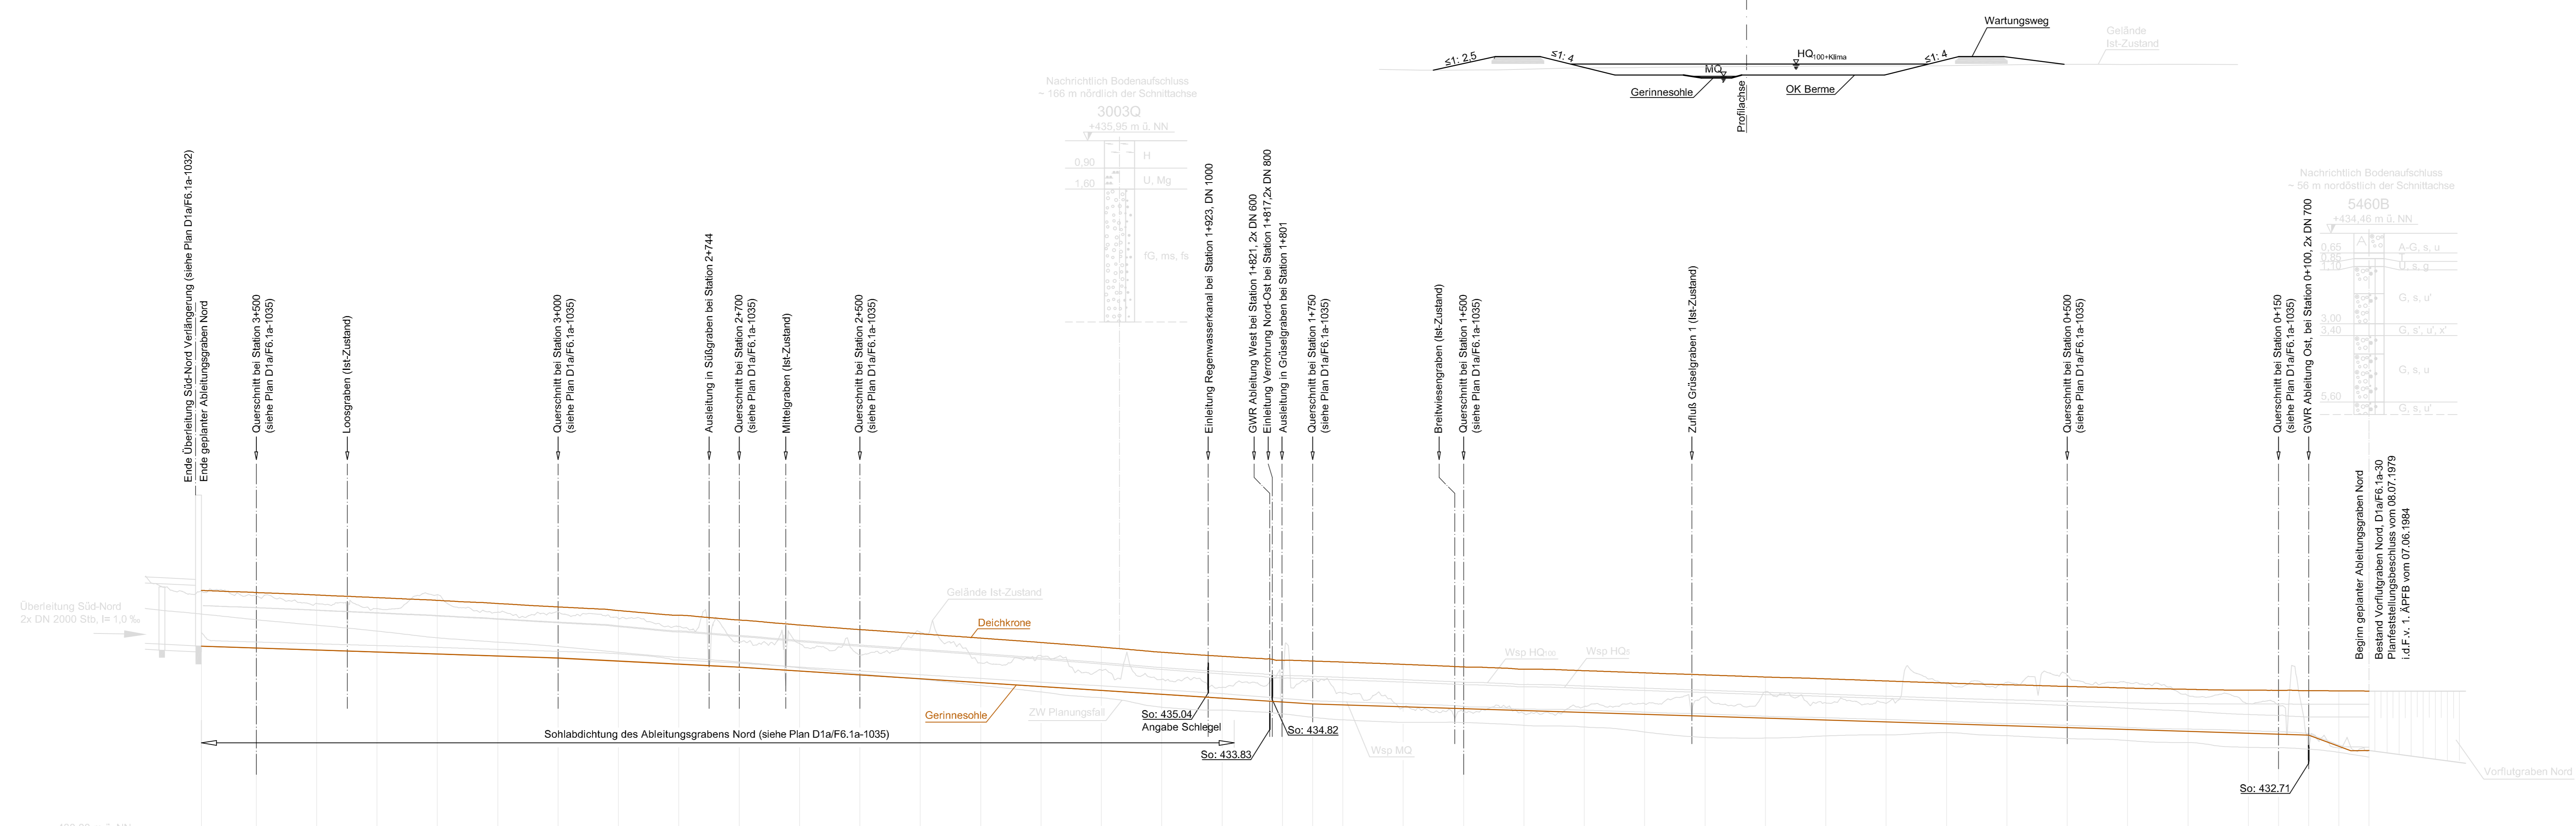 Wartungsweg
Gelände
Ist-Zustand
≤1: 2,5
≤1: 4
HQ100+Klima
≤1: 4
MQ
Gerinnesohle
OK Berme
Profilachse
Nachrichtlich Bodenaufschluss
~ 166 m nördlich der Schnittachse
3003Q
+435,95 m ü. NN
H
0,90
U, Mg
1,60
fG, ms, fs
Nachrichtlich Bodenaufschluss
~ 56 m nordöstlich der Schnittachse
5460B
+434,46 m ü. NN
A
0,65
A-G, s, u
0,85
T
1,10
U, s, g
G, s, u'
3,00
3,40
G, s', u', x'
G, s, u
5,60
G, s, u'
Ende Überleitung Süd-Nord Verlängerung (siehe Plan D1a/F6.1a-1032)
Ende geplanter Ableitungsgraben Nord
Querschnitt bei Station 3+500
(siehe Plan D1a/F6.1a-1035)
Loosgraben (Ist-Zustand)
Querschnitt bei Station 3+000
(siehe Plan D1a/F6.1a-1035)
Ausleitung in Süßgraben bei Station 2+744
Querschnitt bei Station 2+700
(siehe Plan D1a/F6.1a-1035)
Mittelgraben (Ist-Zustand)
Querschnitt bei Station 2+500
(siehe Plan D1a/F6.1a-1035)
Einleitung Regenwasserkanal bei Station 1+923, DN 1000
GWR Ableitung West bei Station 1+821, 2x DN 600
Einleitung Verrohrung Nord-Ost bei Station 1+817,2x DN 800
Ausleitung in Grüselgraben bei Station 1+801
Querschnitt bei Station 1+750
(siehe Plan D1a/F6.1a-1035)
Breitwiesengraben (Ist-Zustand)
Querschnitt bei Station 1+500
(siehe Plan D1a/F6.1a-1035)
Zufluß Grüselgraben 1 (Ist-Zustand)
Querschnitt bei Station 0+500
(siehe Plan D1a/F6.1a-1035)
Querschnitt bei Station 0+150
(siehe Plan D1a/F6.1a-1035)
GWR Ableitung Ost, bei Station 0+100, 2x DN 700
Beginn geplanter Ableitungsgraben Nord
Bestand Vorflutgraben Nord, D1a/F6.1a-30
Planfeststellungsbeschluss vom 08.07.1979
i.d.F.v. 1. ÄPFB vom 07.06.1984
Überleitung Süd-Nord
2x DN 2000 Stb, I= 1,0 ‰
Gelände Ist-Zustand
Deichkrone
Gerinnesohle
ZW Planungsfall
Wsp HQ100
Wsp HQ5
Wsp MQ
So: 435.04
Angabe Schlegel
So: 433.83
So: 434.82
Sohlabdichtung des Ableitungsgrabens Nord (siehe Plan D1a/F6.1a-1035)
So: 432.71
Vorflutgraben Nord